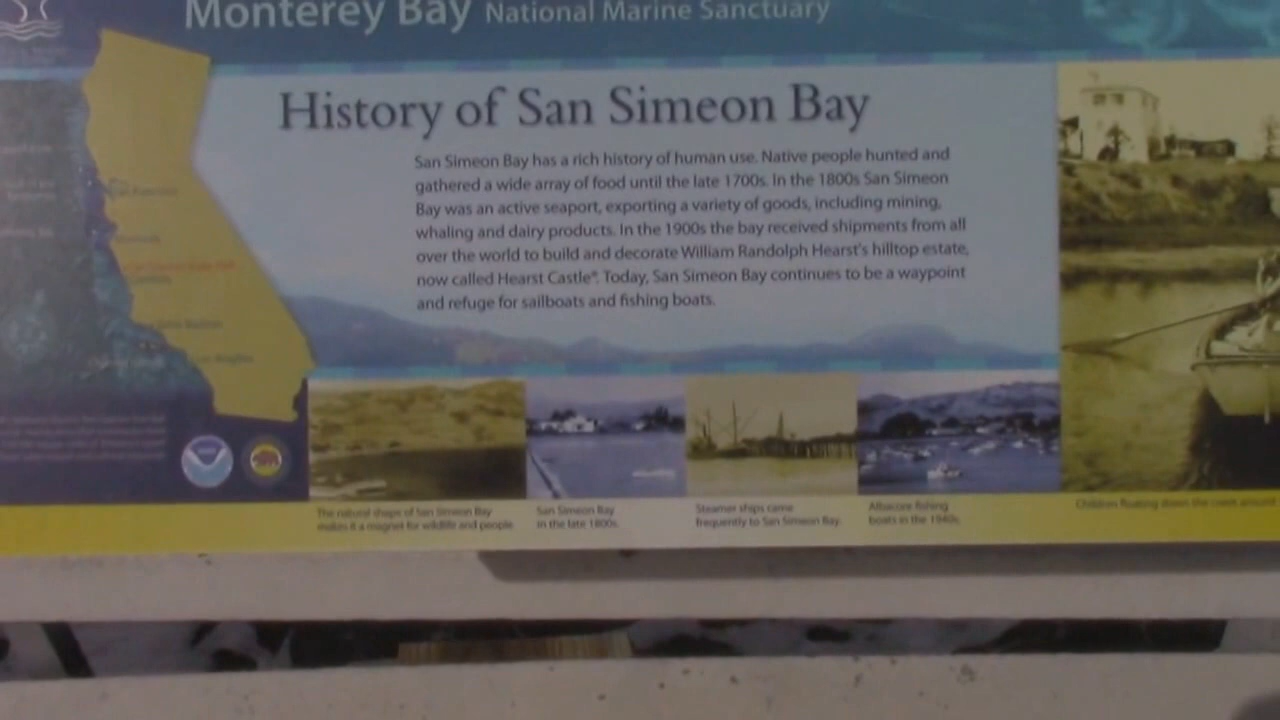 Monterey Bay National Marine Sanctuary
History of San Simeon Bay
San Simeon Bay has a rich history of human use. Native people hunted and
gathered a wide array of food until the late 1700s. In the 1800s San Simeon
Bay was an active seaport, exporting a variety of goods, including mining,
whaling and dairy products. In the 1900s the bay received shipments from all
over the world to build and decorate William Randolph Hearst's hilltop estate,
now called Hearst Castle®. Today, San Simeon Bay continues to be a waypoint
and refuge for sailboats and fishing boats.
The natural shape of San Simeon Bay
makes it a magnet for wildlife and people.
San Simeon Bay
in the late 1800s.
Steamer ships came
frequently to San Simeon Bay.
Albacore fishing
boats in the 1940s.
Children floating down the creek around